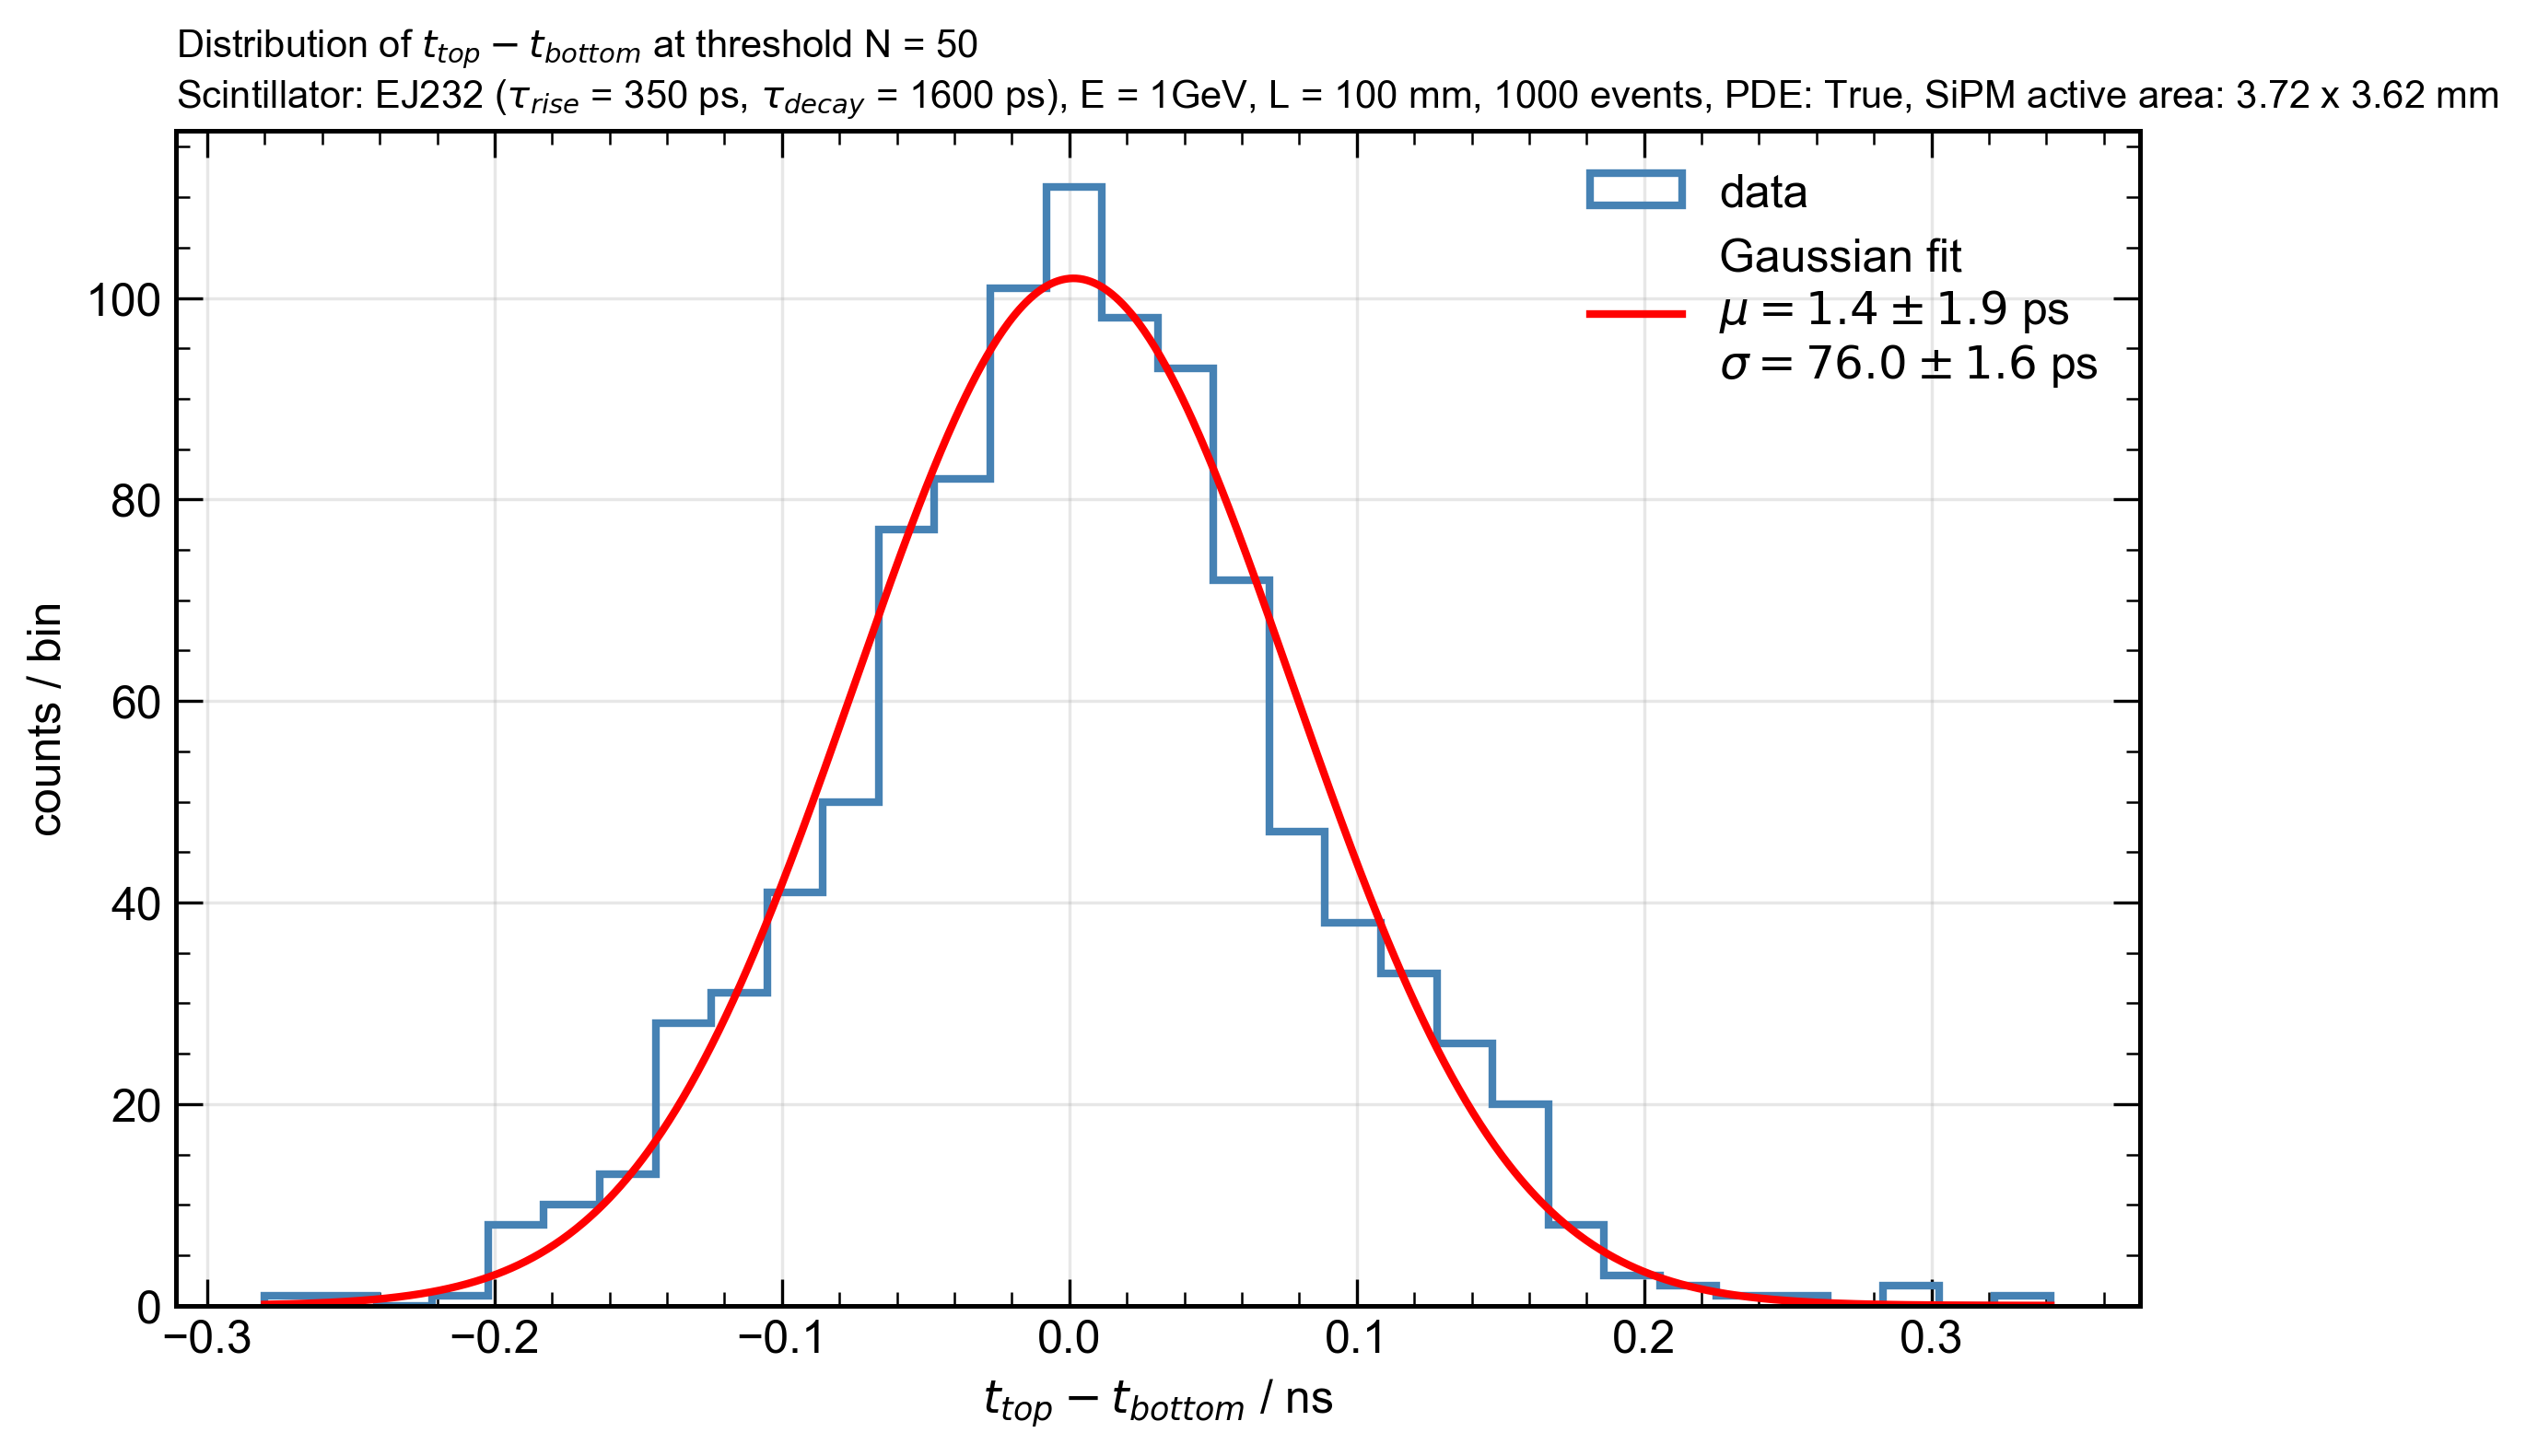 Distribution of t_top − t_bottom at threshold N = 50
Scintillator: EJ232 (τ_rise = 350 ps, τ_decay = 1600 ps), E = 1GeV, L = 100 mm, 1000 events, PDE: True, SiPM active area: 3.72 x 3.62 mm
data
Gaussian fit
μ = 1.4 ± 1.9 ps
σ = 76.0 ± 1.6 ps
counts / bin
100
80
60
40
20
0
−0.3 −0.2 −0.1 0.0 0.1 0.2 0.3
t_top − t_bottom / ns